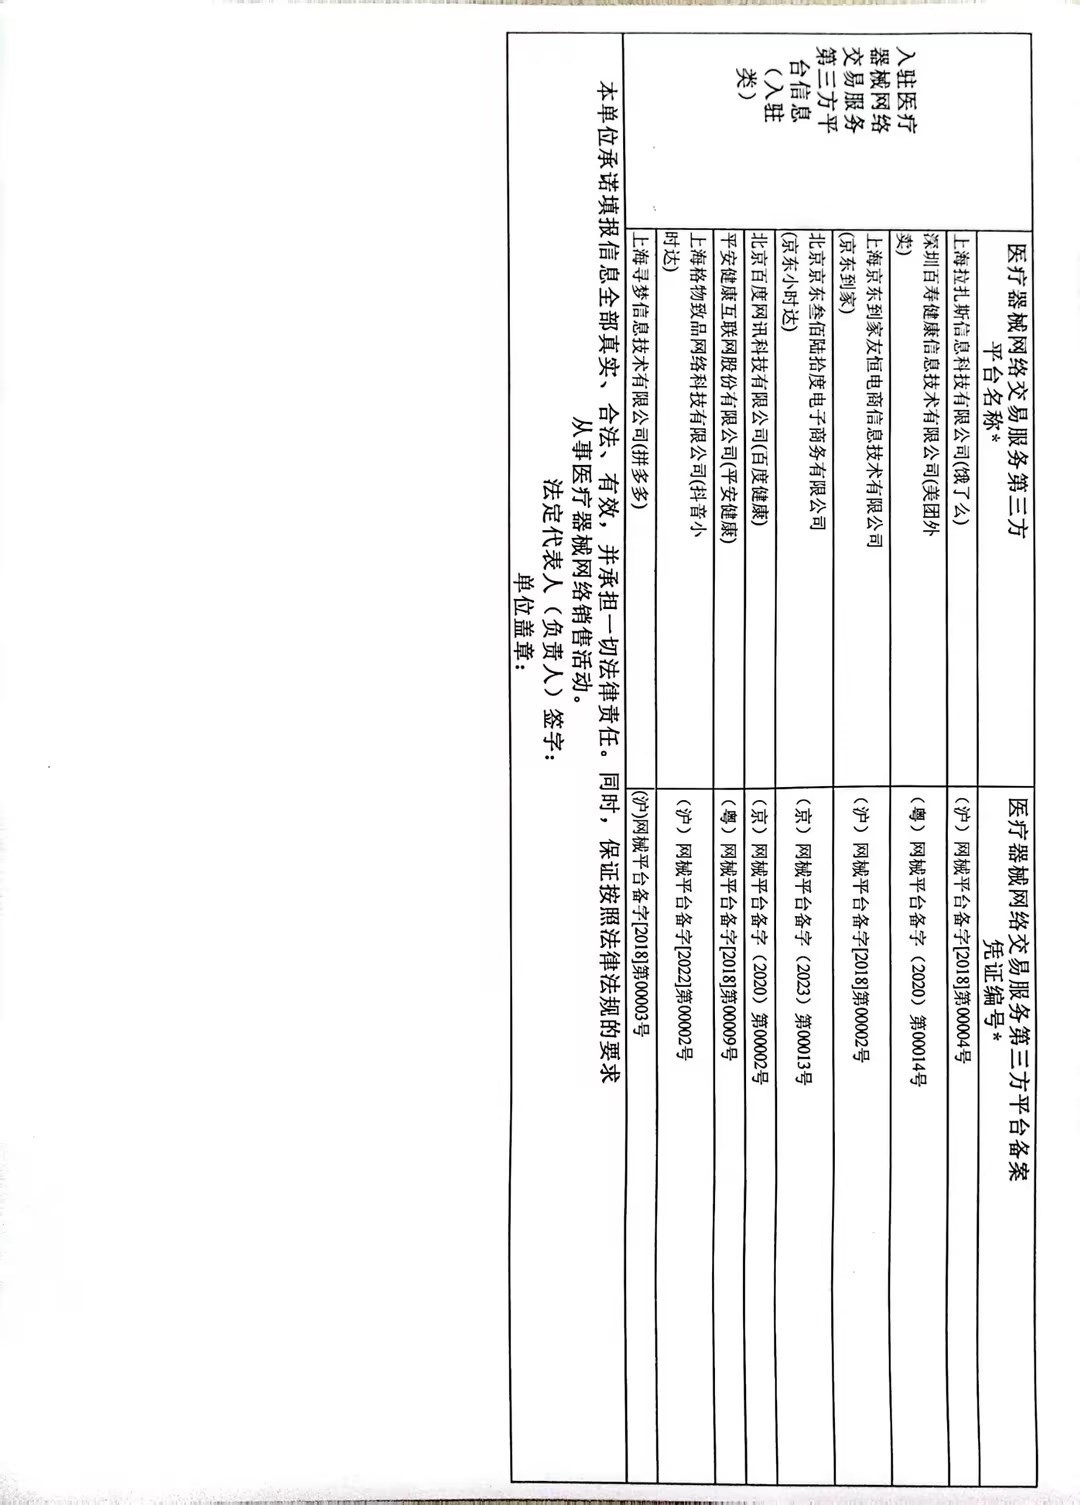 入驻医疗
器械网络
交易服务
第三方平
台信息
（入驻
类）
医疗器械网络交易服务第三方
平台名称*
医疗器械网络交易服务第三方平台备案
凭证编号*
上海拉扎斯信息科技有限公司(饿了么)
（沪）网械平台备字[2018]第00004号
深圳百寿健康信息技术有限公司(美团外
卖)
（粤）网械平台备字（2020）第00014号
上海京东到家友恒电商信息技术有限公司
(京东到家)
（沪）网械平台备字[2018]第00002号
北京京东叁佰陆拾度电子商务有限公司
(京东小时达)
（京）网械平台备字（2023）第00013号
北京百度网讯科技有限公司(百度健康)
（京）网械平台备字（2020）第00002号
平安健康互联网股份有限公司(平安健康)
（粤）网械平台备字[2018]第00009号
上海格物致品网络科技有限公司(抖音小
时达)
（沪）网械平台备字[2022]第00002号
上海寻梦信息技术有限公司(拼多多)
(沪)网械平台备字[2018]第00003号
本单位承诺填报信息全部真实、合法、有效，并承担一切法律责任。同时，保证按照法律法规的要求
从事医疗器械网络销售活动。
法定代表人（负责人）签字：
单位盖章：